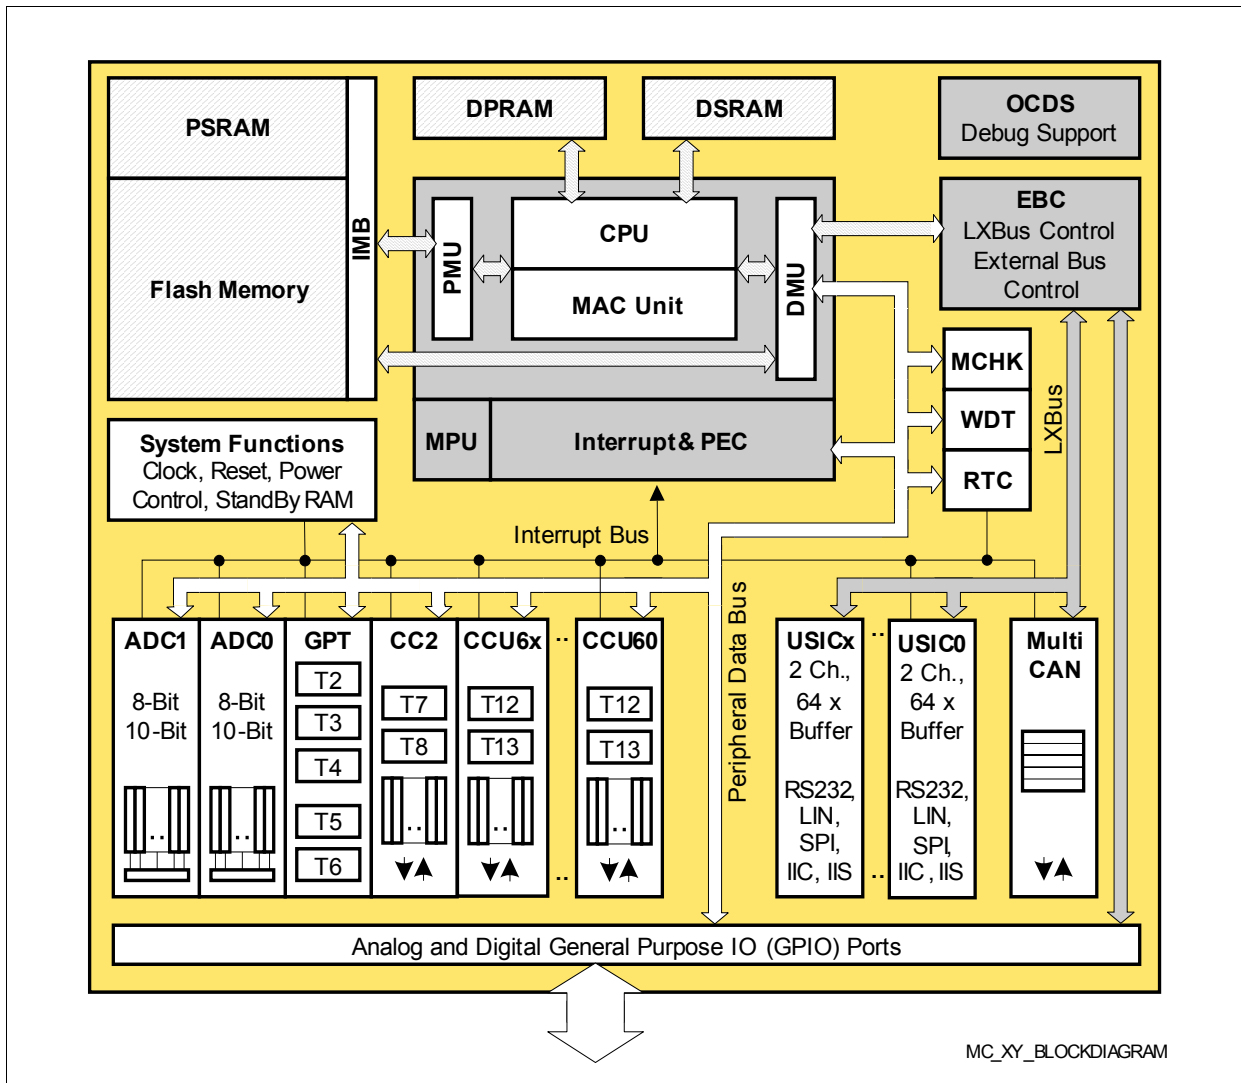 PSRAM
Flash Memory
IMB
DPRAM
DSRAM
OCDS
Debug Support
PMU
CPU
MAC Unit
DMU
EBC
LXBus Control
External Bus
Control
MPU
Interrupt & PEC
MCHK
WDT
RTC
LXBus
System Functions
Clock, Reset, Power
Control, StandBy RAM
Interrupt Bus
Peripheral Data Bus
ADC1
8-Bit
10-Bit
..
ADC0
8-Bit
10-Bit
..
GPT
T2
T3
T4
T5
T6
CC2
T7
T8
..
CCU6x
T12
T13
..
..
..
CCU60
T12
T13
..
USICx
2 Ch.,
64 x
Buffer
RS232,
LIN,
SPI,
IIC, IIS
..
..
USIC0
2 Ch.,
64 x
Buffer
RS232,
LIN,
SPI,
IIC, IIS
Multi
CAN
Analog and Digital General Purpose IO (GPIO) Ports
MC_XY_BLOCKDIAGRAM